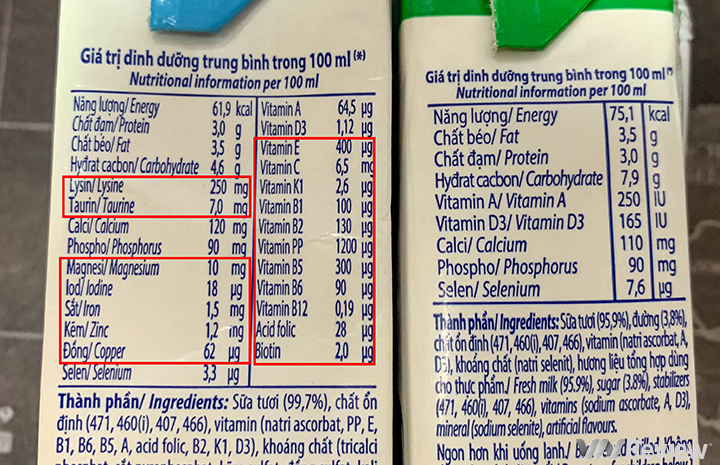 Giá trị dinh dưỡng trung bình trong 100 ml (*)
Nutritional information per 100 ml
Năng lượng/ Energy 61,9 kcal
Chất đạm/ Protein 3,0 g
Chất béo/ Fat 3,5 g
Hyđrat cacbon/ Carbohydrate 4,6 g
Lysin/ Lysine 250 mg
Taurin/ Taurine 7,0 mg
Calci/ Calcium 120 mg
Phospho/ Phosphorus 90 mg
Magnesi/ Magnesium 10 mg
Iod/ Iodine 18 µg
Sắt/ Iron 1,5 mg
Kẽm/ Zinc 1,2 mg
Đồng/ Copper 62 µg
Selen/ Selenium 3,3 µg
Vitamin A 64,5 µg
Vitamin D3 1,12 µg
Vitamin E 400 µg
Vitamin C 6,5 mg
Vitamin K1 2,6 µg
Vitamin B1 100 µg
Vitamin B2 130 µg
Vitamin PP 1200 µg
Vitamin B5 300 µg
Vitamin B6 90 µg
Vitamin B12 0,19 µg
Acid folic 28 µg
Biotin 2,0 µg
Thành phần/ Ingredients: Sữa tươi (99,7%), chất ổn
định (471, 460(i), 407, 466), vitamin (natri ascorbat, PP, E,
B1, B6, B5, A, acid folic, B2, K1, D3), khoáng chất (tricalci
Giá trị dinh dưỡng trung bình trong 100 ml (*)
Nutritional information per 100 ml
Năng lượng/ Energy 75,1 kcal
Chất béo/ Fat 3,5 g
Chất đạm/ Protein 3,0 g
Hyđrat cacbon/ Carbohydrate 7,9 g
Vitamin A/ Vitamin A 250 IU
Vitamin D3/ Vitamin D3 165 IU
Calci/ Calcium 110 mg
Phospho/ Phosphorus 90 mg
Selen/ Selenium 7,6 µg
Thành phần/ Ingredients: Sữa tươi (95,9%), đường (3,8%),
chất ổn định (471, 460(i), 407, 466), vitamin (natri ascorbat, A,
D3), khoáng chất (natri selenit), hương liệu tổng hợp dùng
cho thực phẩm./ Fresh milk (95.9%), sugar (3.8%), stabilizers
(471, 460(i), 407, 466), vitamins (sodium ascorbate, A, D3),
mineral (sodium selenite), artificial flavours.
Ngon hơn khi uống lạnh./